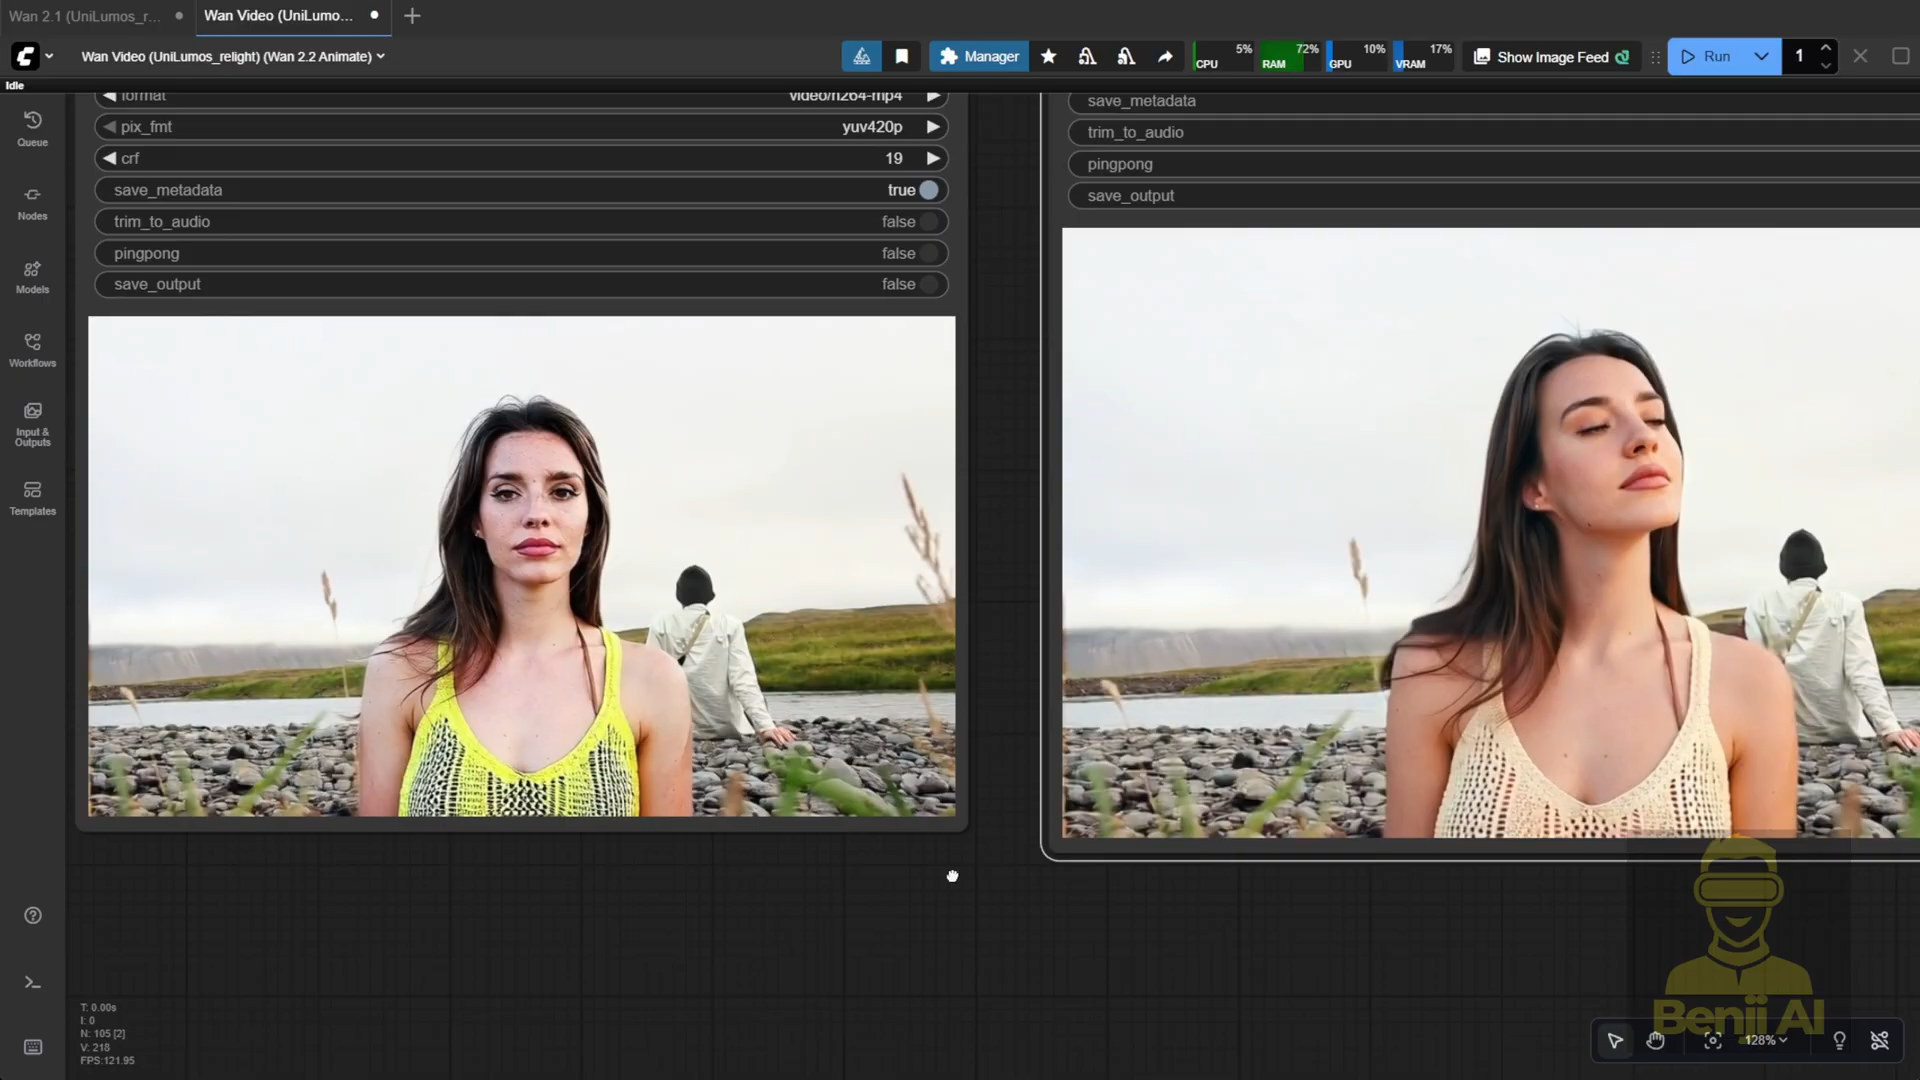 Wan 2.1 (UniLumos_r...
Wan Video (UniLumo...
Wan Video (UniLumos_relight) (Wan 2.2 Animate)
Manager
5%
CPU
72%
RAM
10%
GPU
17%
VRAM
Show Image Feed
Run
1
Idle
Queue
Nodes
Models
Workflows
Input &
Outputs
Templates
format video/h264-mp4
pix_fmt yuv420p
crf 19
save_metadata true
trim_to_audio false
pingpong false
save_output false
save_metadata
trim_to_audio
pingpong
save_output
T: 0.00s
I: 0
N: 105 [2]
V: 218
FPS:121.95
Benji AI
128%